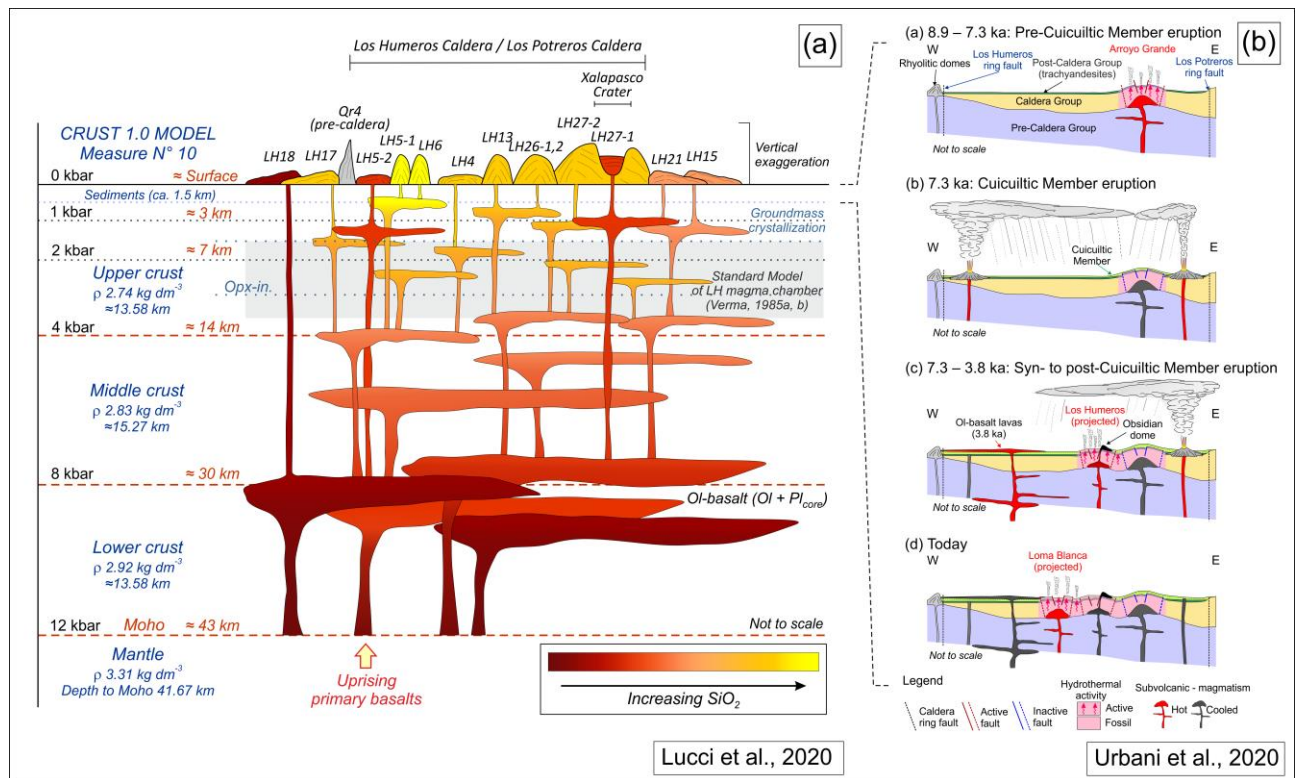 (a)
Los Humeros Caldera / Los Potreros Caldera
Xalapasco
Crater
CRUST 1.0 MODEL
Measure N° 10
Qr4
(pre-caldera)
LH18
LH17
LH5-2
LH5-1
LH6
LH4
LH13
LH26-1,2
LH27-2
LH27-1
LH21
LH15
Vertical
exaggeration
0 kbar ≈ Surface
Sediments (ca. 1.5 km)
1 kbar ≈ 3 km
Groundmass
crystallization
2 kbar ≈ 7 km
Upper crust
ρ 2.74 kg dm-3
≈13.58 km
Opx-in.
Standard Model
of LH magma chamber
(Verma, 1985a, b)
4 kbar ≈ 14 km
Middle crust
ρ 2.83 kg dm-3
≈15.27 km
8 kbar ≈ 30 km
Ol-basalt (Ol + Plcore)
Lower crust
ρ 2.92 kg dm-3
≈13.58 km
12 kbar Moho ≈ 43 km
Not to scale
Mantle
ρ 3.31 kg dm-3
Depth to Moho 41.67 km
Uprising
primary basalts
Increasing SiO2
Lucci et al., 2020
(b)
(a) 8.9 – 7.3 ka: Pre-Cuicuiltic Member eruption
W
E
Rhyolitic domes
Los Humeros
ring fault
Post-Caldera Group
(trachyandesites)
Arroyo Grande
Los Potreros
ring fault
Caldera Group
Pre-Caldera Group
Not to scale
(b) 7.3 ka: Cuicuiltic Member eruption
W
E
Cuicuiltic
Member
Not to scale
(c) 7.3 – 3.8 ka: Syn- to post-Cuicuiltic Member eruption
W
E
Ol-basalt lavas
(3.8 ka)
Los Humeros
(projected)
Obsidian
dome
Not to scale
(d) Today
W
E
Loma Blanca
(projected)
Not to scale
Legend
Caldera
ring fault
Active
fault
Inactive
fault
Hydrothermal
activity
Active
Fossil
Subvolcanic - magmatism
Hot
Cooled
Urbani et al., 2020